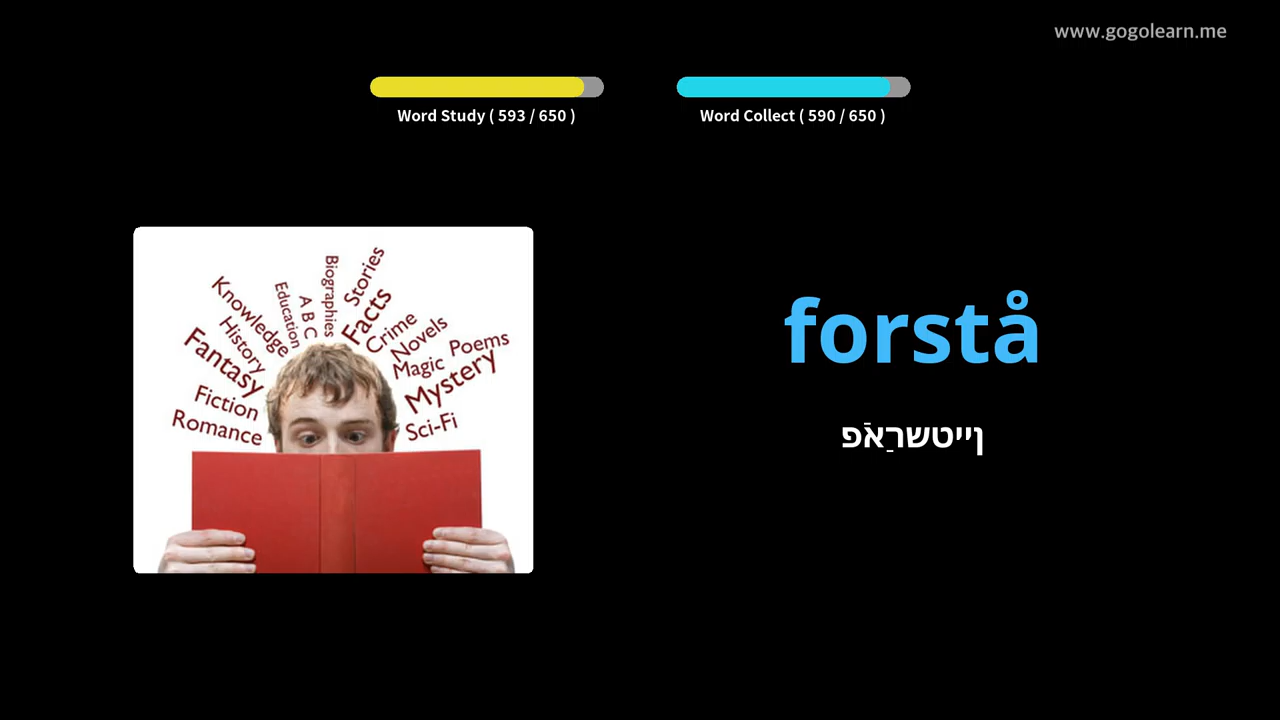 www.gogolearn.me
Word Study ( 593 / 650 )
Word Collect ( 590 / 650 )
Biographies
Stories
Education
A B C
Facts
Knowledge
Crime
History
Novels
Fantasy
Magic
Poems
Mystery
Fiction
Romance
Sci-Fi
forstå
ןייטשרַאֿפ